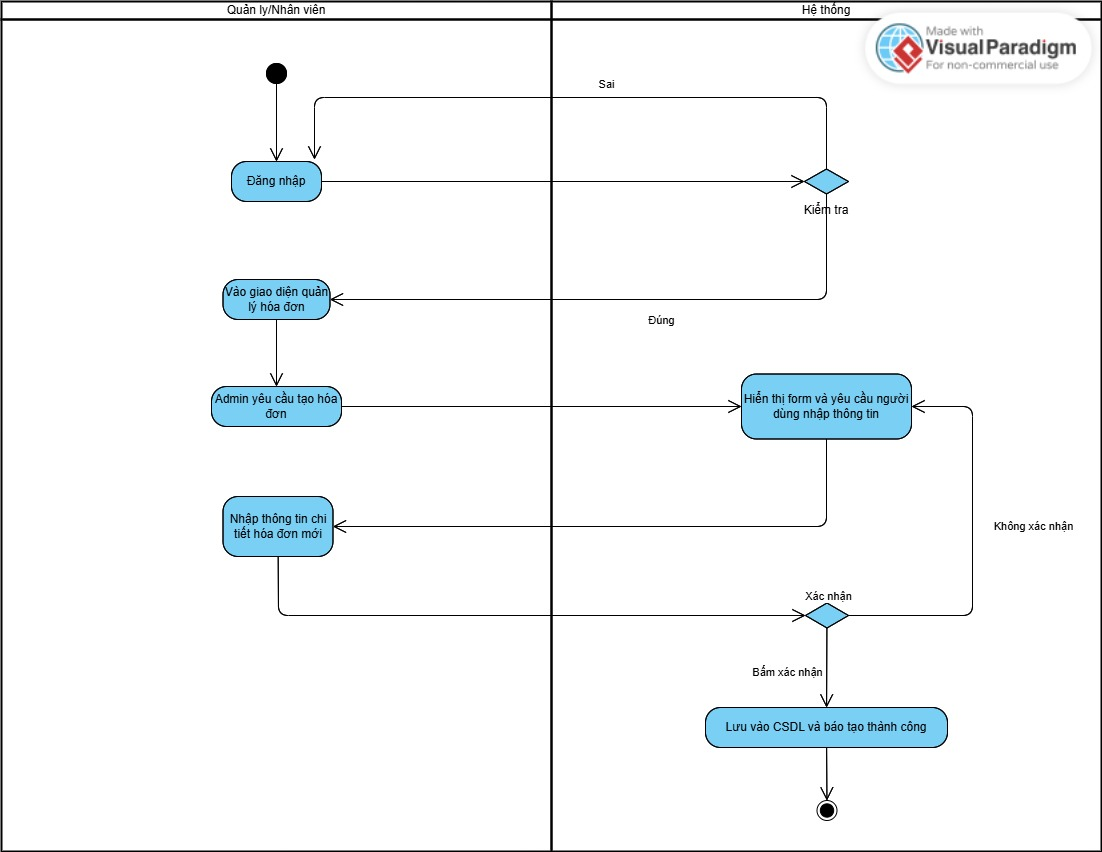 Quản lý/Nhân viên
Hệ thống
Made with
Visual Paradigm
For non-commercial use
Sai
Đăng nhập
Kiểm tra
Vào giao diện quản
lý hóa đơn
Đúng
Admin yêu cầu tạo hóa
đơn
Hiển thị form và yêu cầu người
dùng nhập thông tin
Nhập thông tin chi
tiết hóa đơn mới
Không xác nhận
Xác nhận
Bấm xác nhận
Lưu vào CSDL và báo tạo thành công